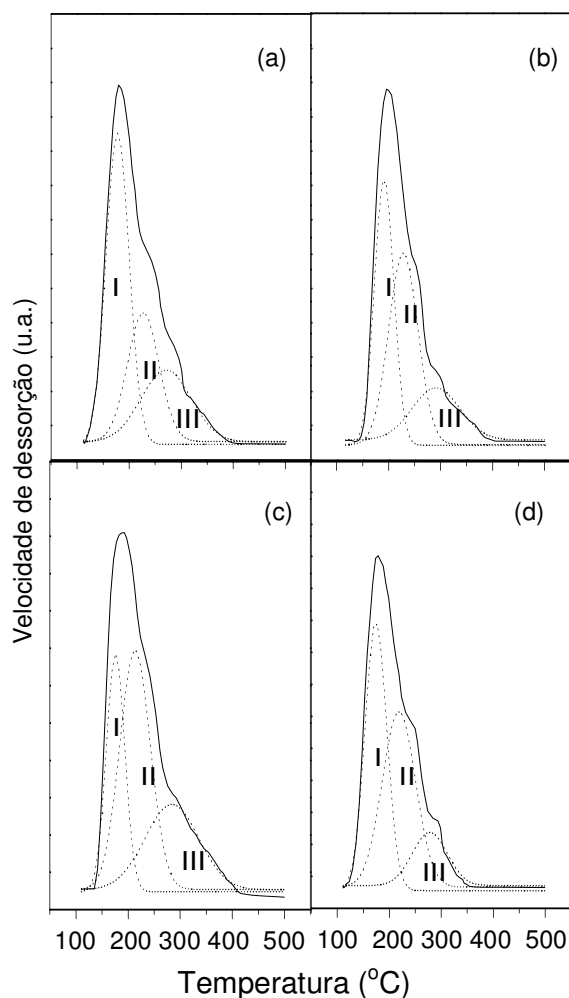 (a)
(b)
I
II
III
I
II
III
(c)
(d)
I
II
III
I
II
III
Velocidade de dessorção (u.a.)
100 200 300 400 500 100 200 300 400 500
Temperatura (°C)